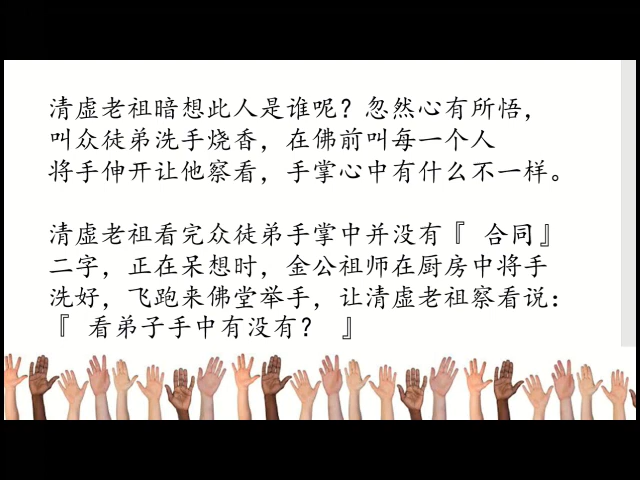 清虚老祖暗想此人是谁呢？忽然心有所悟，
叫众徒弟洗手烧香，在佛前叫每一个人
将手伸开让他察看，手掌心中有什么不一样。
清虚老祖看完众徒弟手掌中并没有『 合同』
二字，正在呆想时，金公祖师在厨房中将手
洗好，飞跑来佛堂举手，让清虚老祖察看说：
『 看弟子手中有没有？ 』